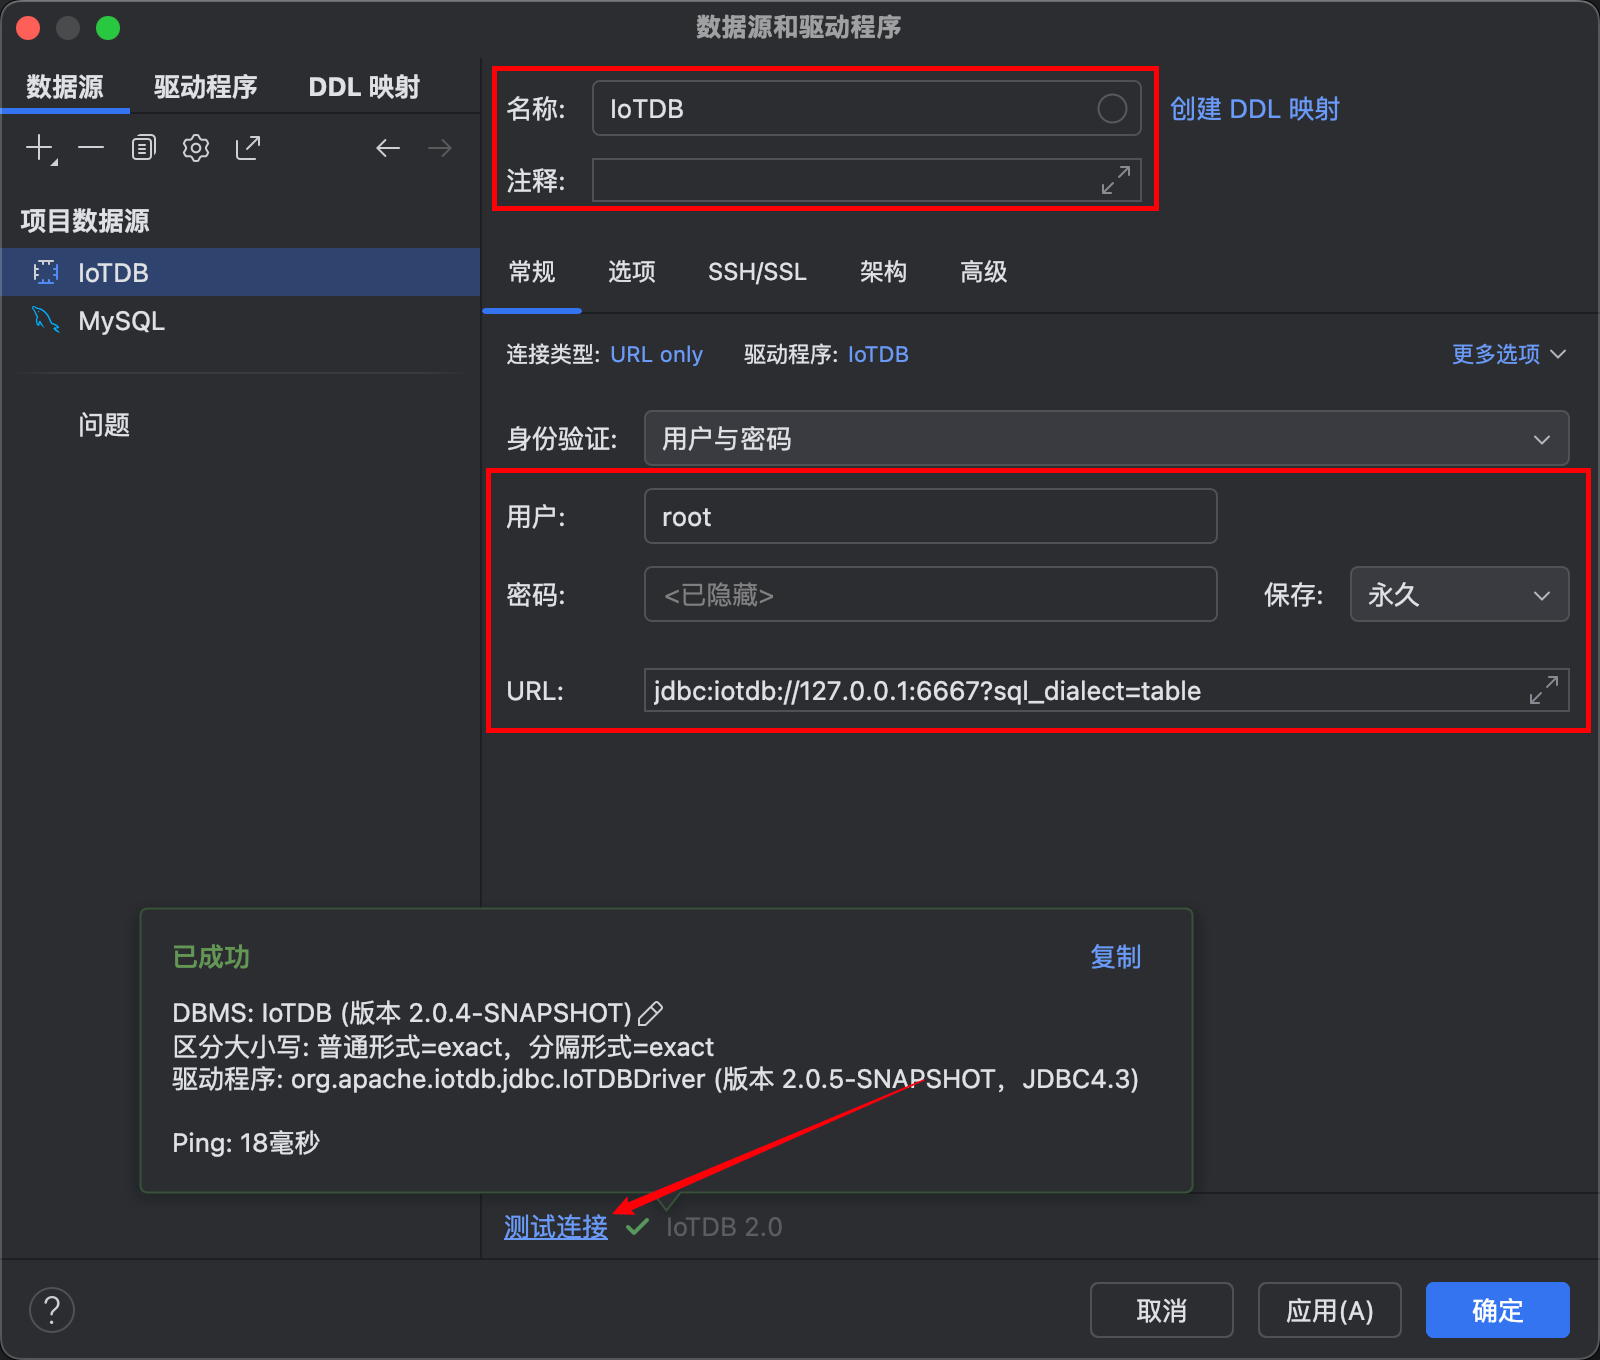 数据源和驱动程序
数据源 驱动程序 DDL 映射
项目数据源
IoTDB
MySQL
问题
名称: IoTDB 创建 DDL 映射
注释:
常规 选项 SSH/SSL 架构 高级
连接类型: URL only 驱动程序: IoTDB 更多选项
身份验证: 用户与密码
用户: root
密码: <已隐藏> 保存: 永久
URL: jdbc:iotdb://127.0.0.1:6667?sql_dialect=table
已成功 复制
DBMS: IoTDB (版本 2.0.4-SNAPSHOT)
区分大小写: 普通形式=exact，分隔形式=exact
驱动程序: org.apache.iotdb.jdbc.IoTDBDriver (版本 2.0.5-SNAPSHOT，JDBC4.3)
Ping: 18毫秒
测试连接 IoTDB 2.0
? 取消 应用(A) 确定